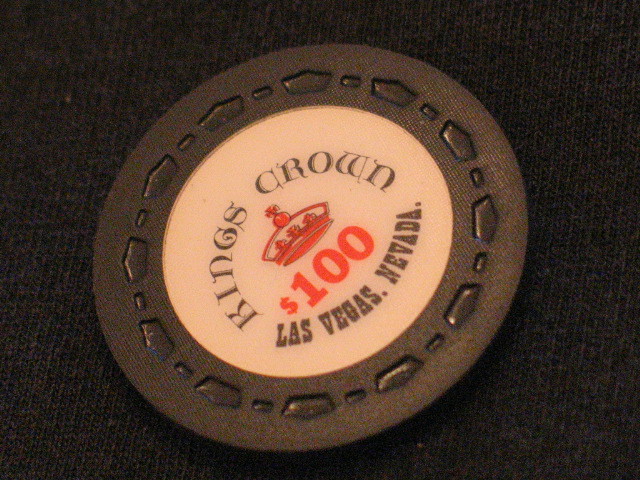 KINGS CROWN
$100
LAS VEGAS. NEVADA.